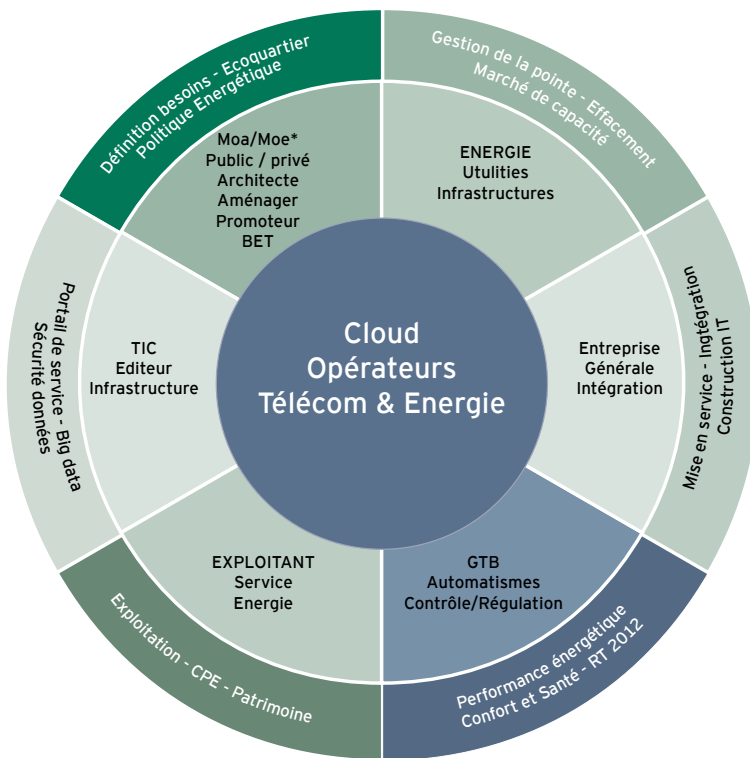 Définition besoins - Ecoquartier
Politique Energétique
Gestion de la pointe - Effacement
Marché de capacité
Moa/Moe*
Public / privé
Architecte
Aménager
Promoteur
BET
ENERGIE
Utulities
Infrastructures
Portail de service - Big data
Sécurité données
TIC
Editeur
Infrastructure
Cloud
Opérateurs
Télécom & Energie
Entreprise
Générale
Intégration
Mise en service - Ingtégration
Construction IT
EXPLOITANT
Service
Energie
GTB
Automatismes
Contrôle/Régulation
Exploitation - CPE - Patrimoine
Performance énergétique
Confort et Santé - RT 2012